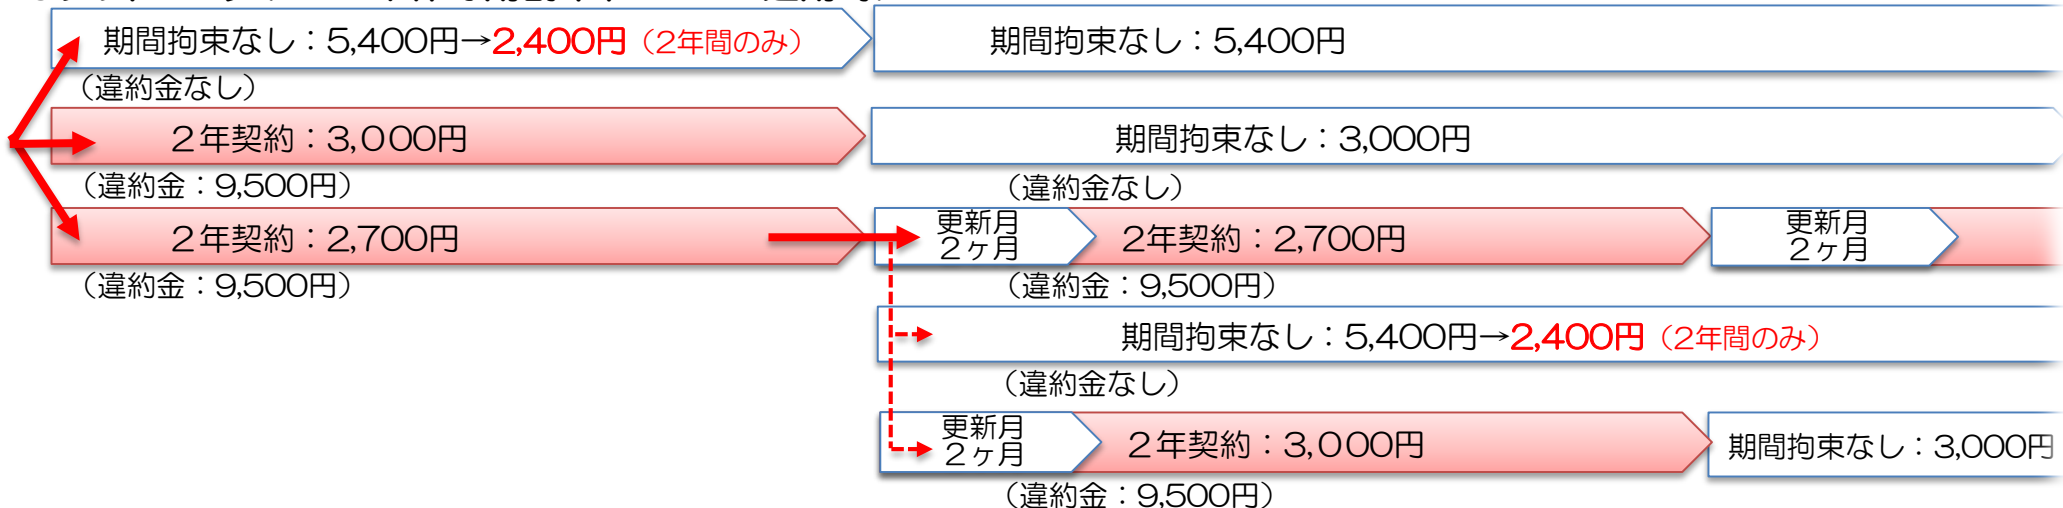 期間拘束なし：5,400円→2,400円（2年間のみ）
期間拘束なし：5,400円
（違約金なし）
２年契約：3,000円
期間拘束なし：3,000円
（違約金：9,500円）
（違約金なし）
２年契約：2,700円
更新月
２ヶ月
2年契約：2,700円
更新月
２ヶ月
（違約金：9,500円）
（違約金：9,500円）
期間拘束なし：5,400円→2,400円（2年間のみ）
（違約金なし）
更新月
２ヶ月
２年契約：3,000円
期間拘束なし：3,000円
（違約金：9,500円）